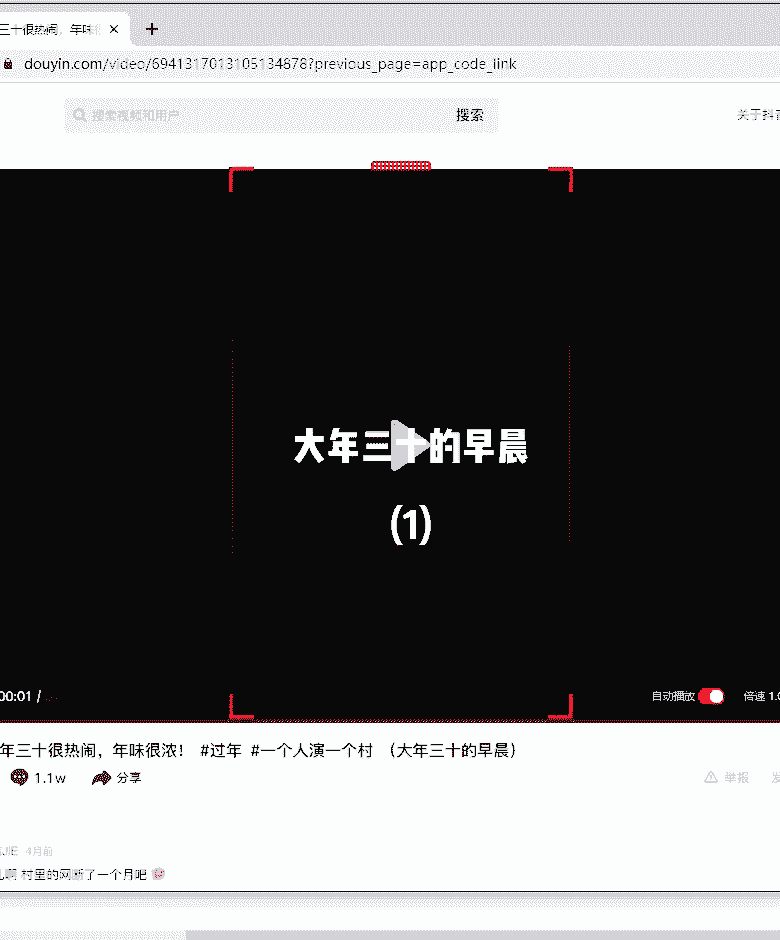 三十很热闹，年味
douyin.com/video/6941317013105134878?previous_page=app_code_link
搜索视频和用户
搜索
关于抖音
大年三十的早晨
(1)
00:01 /
自动播放
倍速 1.0
年三十很热闹，年味很浓！ #过年 #一个人演一个村 （大年三十的早晨）
1.1w
分享
举报
发
4月前
啊 村里的网断了一个月吧